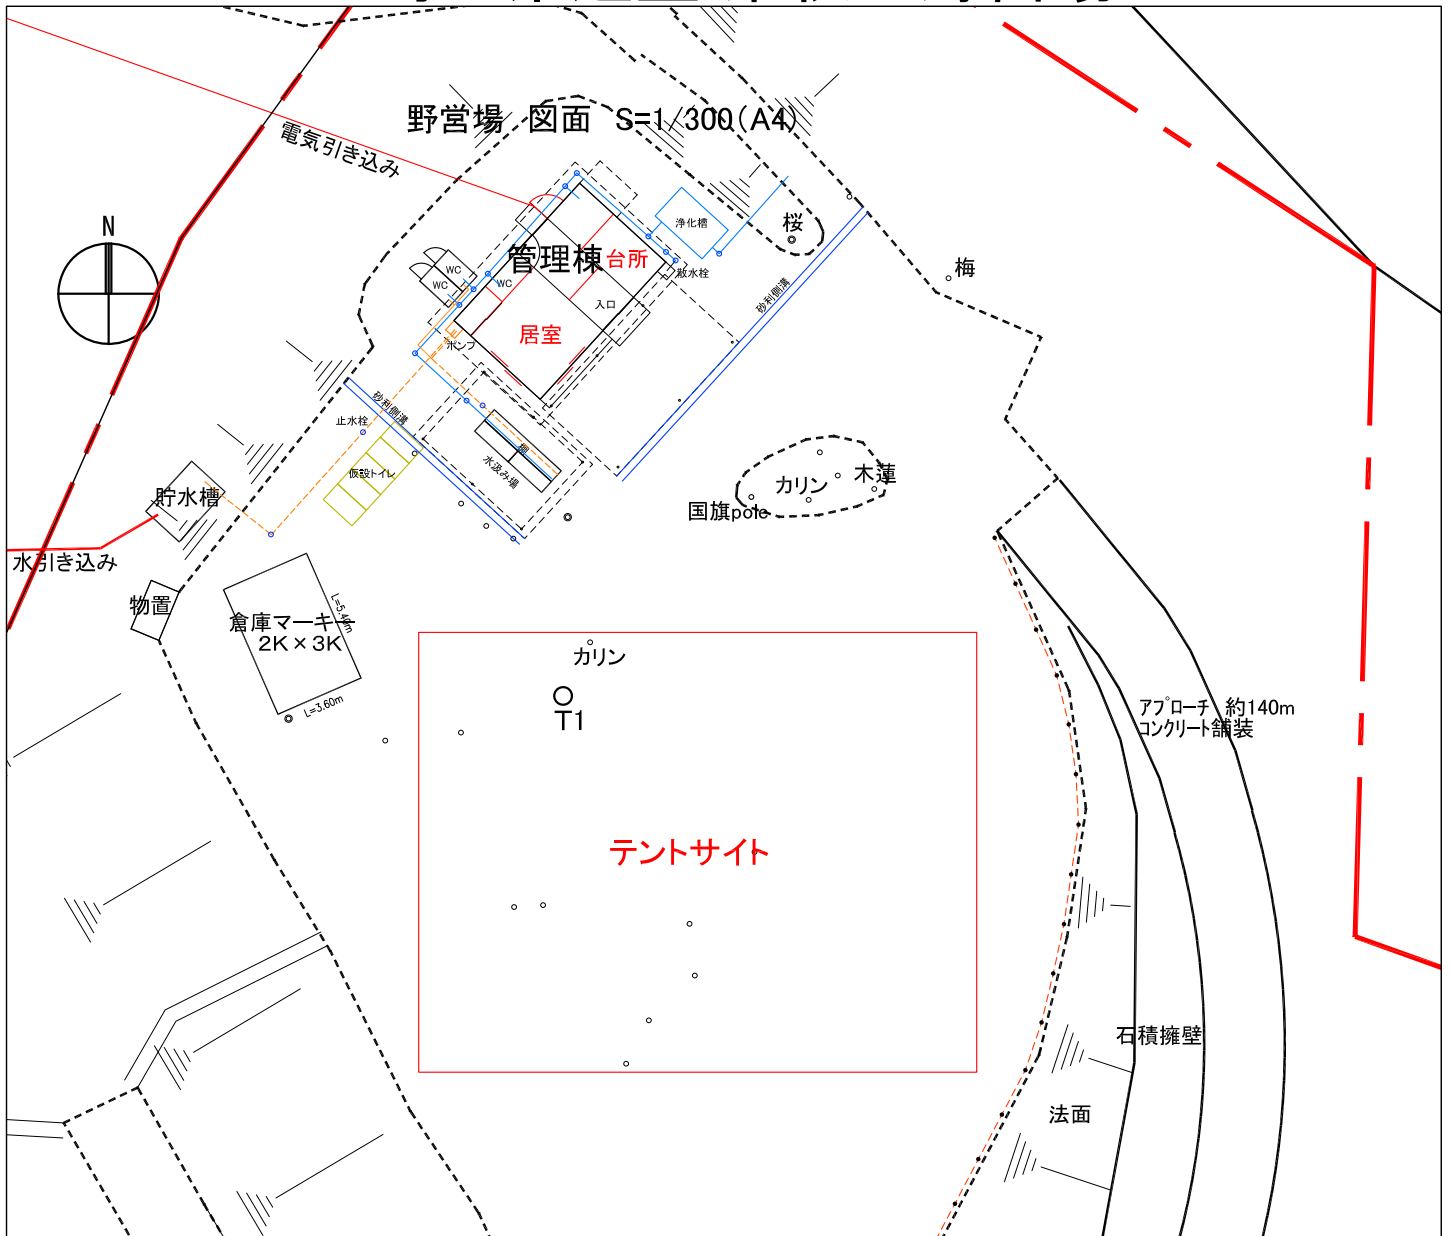 野営場 図面 S=1/300(A4)
電気引き込み
N
桜
浄化槽
管理棟
台所
WC
WC
WC
散水栓
梅
入口
砂利側溝
居室
ポンプ
砂利側溝
止水栓
仮設トイレ
水汲み場
棚
木蓮
カリン
国旗pole
貯水槽
水引き込み
物置
倉庫マーキー
2K×3K
L=5.40m
L=3.60m
カリン
T1
アプローチ 約140m
コンクリート舗装
テントサイト
石積擁壁
法面